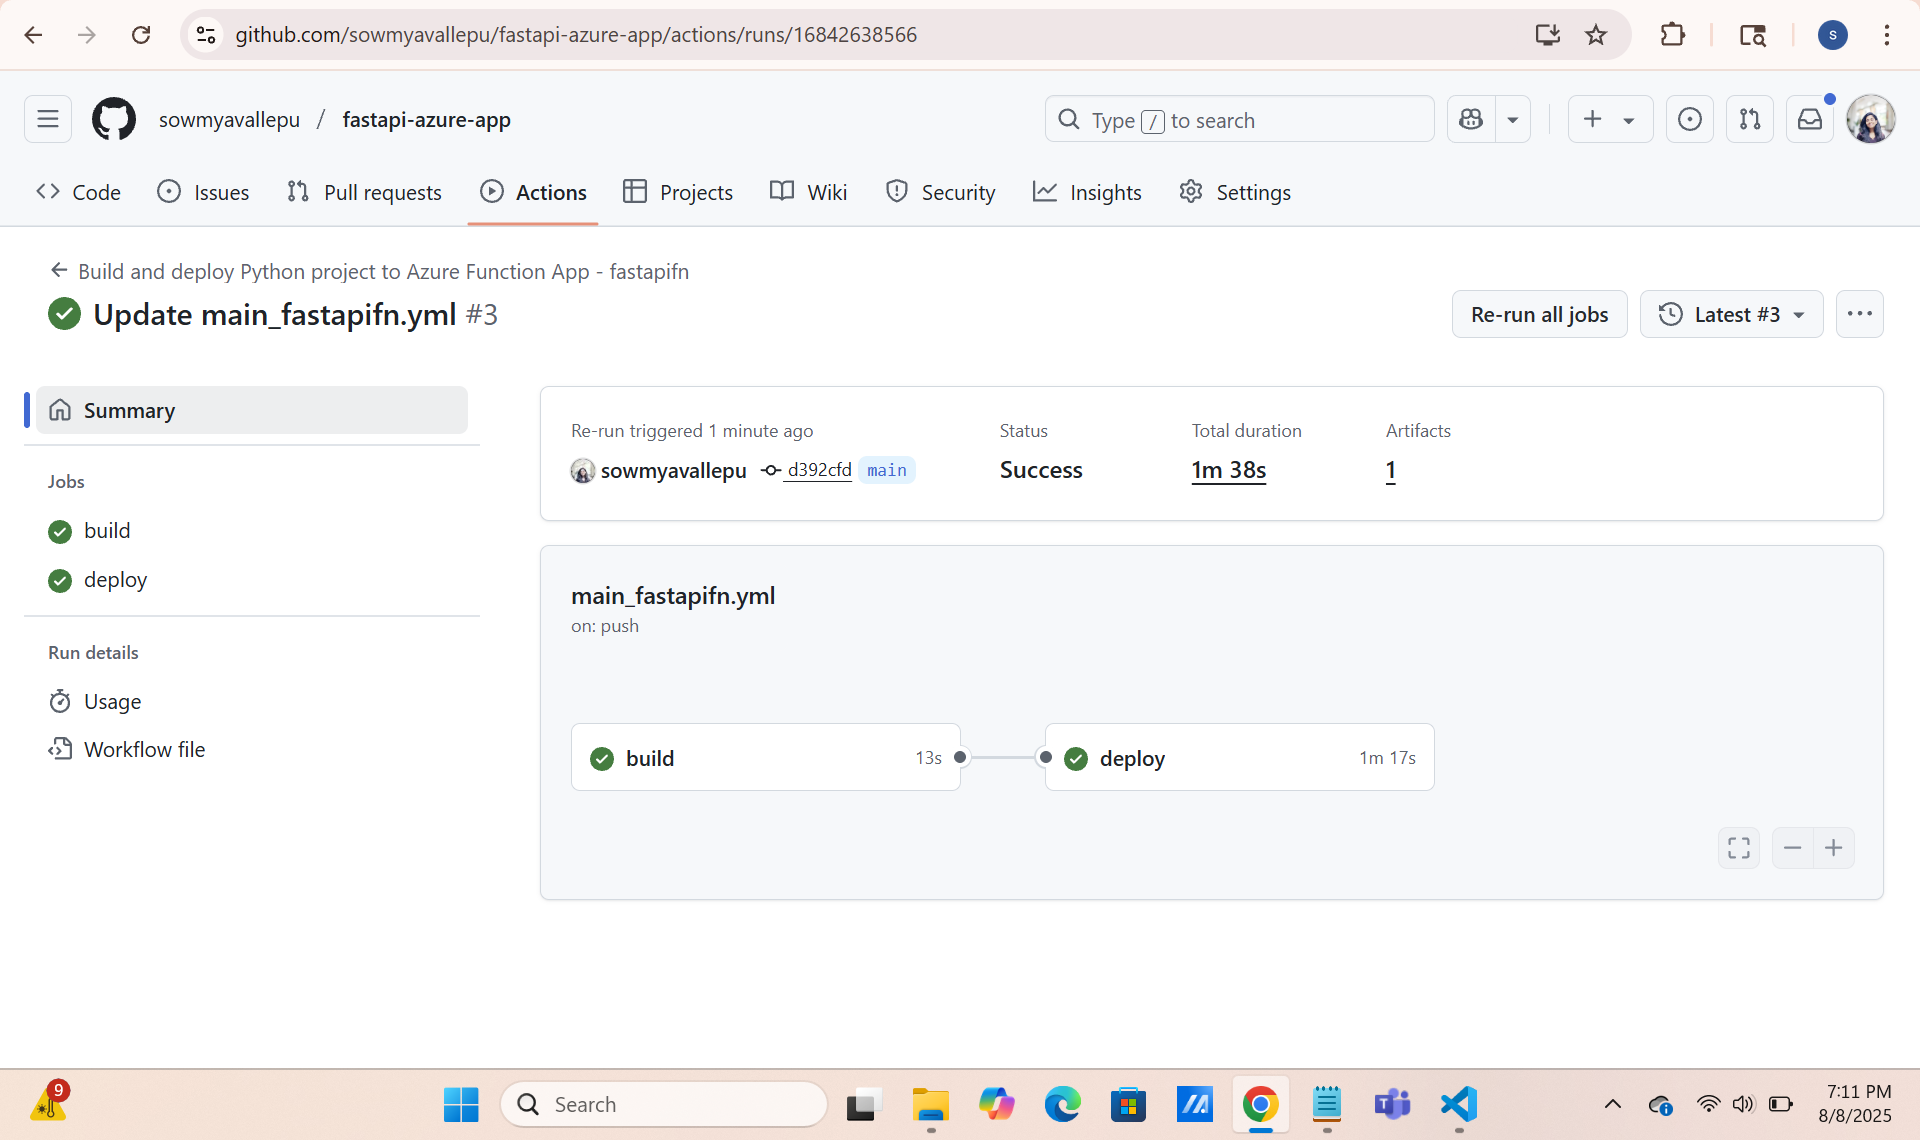 github.com/sowmyavallepu/fastapi-azure-app/actions/runs/16842638566
S
sowmyavallepu / fastapi-azure-app
Type / to search
Code
Issues
Pull requests
Actions
Projects
Wiki
Security
Insights
Settings
Build and deploy Python project to Azure Function App - fastapifn
Update main_fastapifn.yml #3
Re-run all jobs
Latest #3
Summary
Jobs
build
deploy
Run details
Usage
Workflow file
Re-run triggered 1 minute ago
sowmyavallepu d392cfd main
Status
Success
Total duration
1m 38s
Artifacts
1
main_fastapifn.yml
on: push
build 13s
deploy 1m 17s
9
Search
7:11 PM
8/8/2025